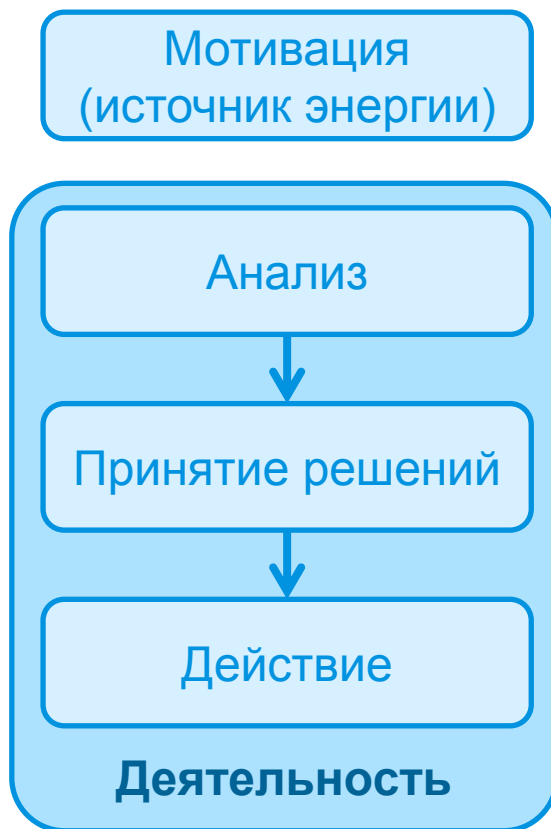 Мотивация
(источник энергии)
Анализ
Принятие решений
Действие
Деятельность